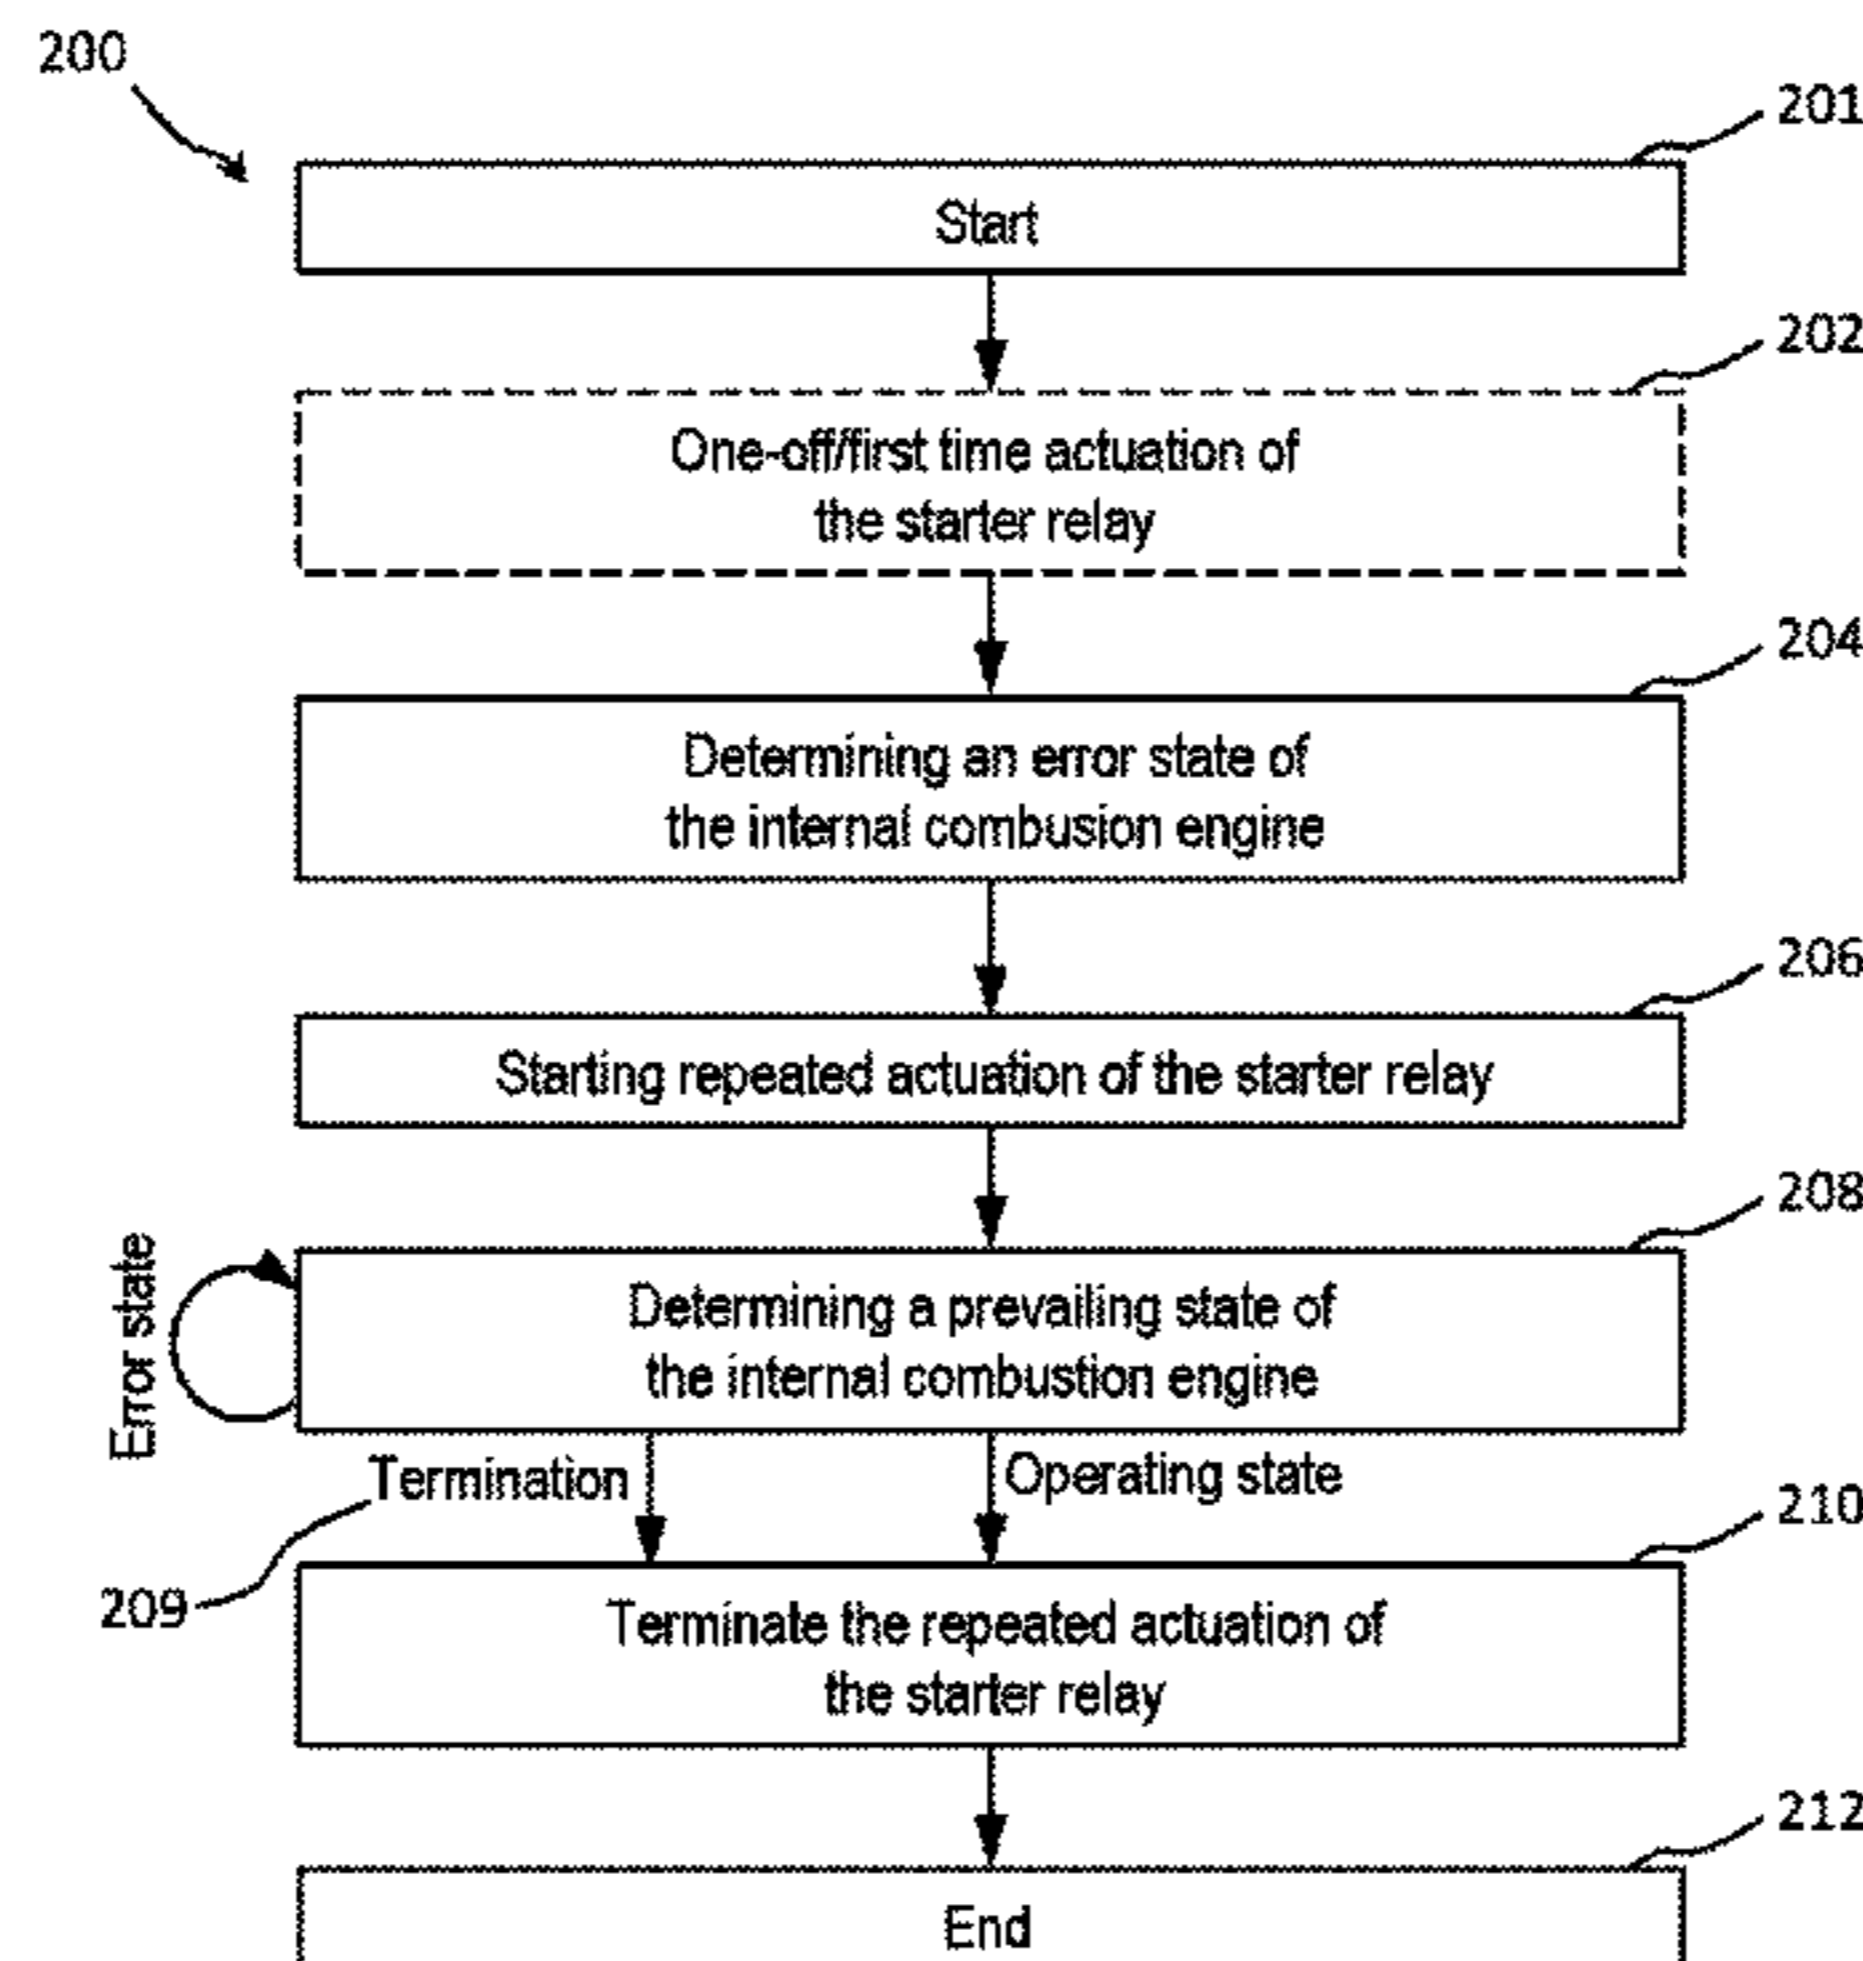 200
201
Start
202
One-off/first time actuation of
the starter relay
204
Determining an error state of
the internal combusion engine
206
Starting repeated actuation of the starter relay
208
Error state
Determining a prevailing state of
the internal combustion engine
Termination
Operating state
209
210
Terminate the repeated actuation of
the starter relay
212
End